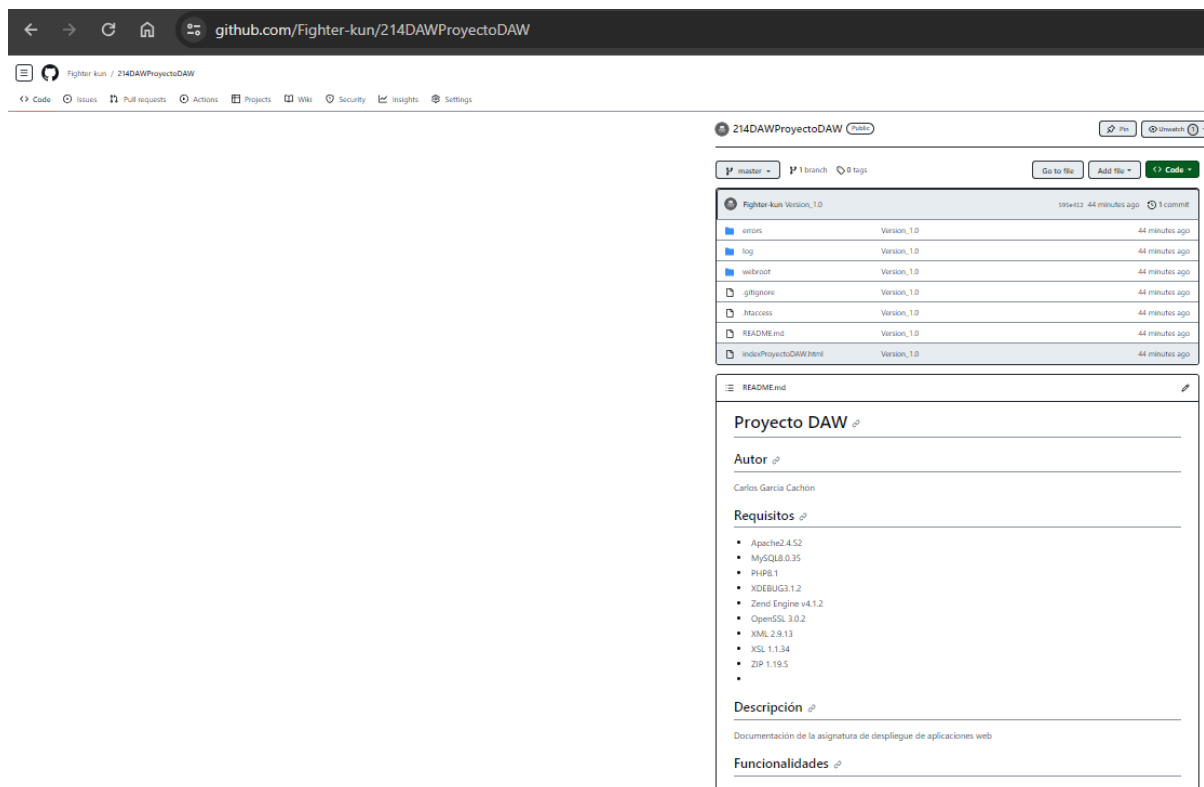 github.com/Fighter-kun/214DAWProyectoDAW
Fighter-kun / 214DAWProyectoDAW
Code Issues Pull requests Actions Projects Wiki Security Insights Settings
214DAWProyectoDAW Public Pin Unwatch 1
master 1 branch 0 tags Go to file Add file Code
Fighter-kun Version_1.0 44 minutes ago 1 commit
errors Version_1.0 44 minutes ago
log Version_1.0 44 minutes ago
webroot Version_1.0 44 minutes ago
.gitignore Version_1.0 44 minutes ago
.htaccess Version_1.0 44 minutes ago
README.md Version_1.0 44 minutes ago
indexProyectoDAW.html Version_1.0 44 minutes ago
README.md
Proyecto DAW
Autor
Carlos García Cachón
Requisitos
Apache2.4.52
MySQL8.0.35
PHP8.1
XDEBUG3.1.2
Zend Engine v4.1.2
OpenSSL 3.0.2
XML 2.9.13
XSL 1.1.34
ZIP 1.19.5
Descripción
Documentación de la asignatura de despliegue de aplicaciones web
Funcionalidades